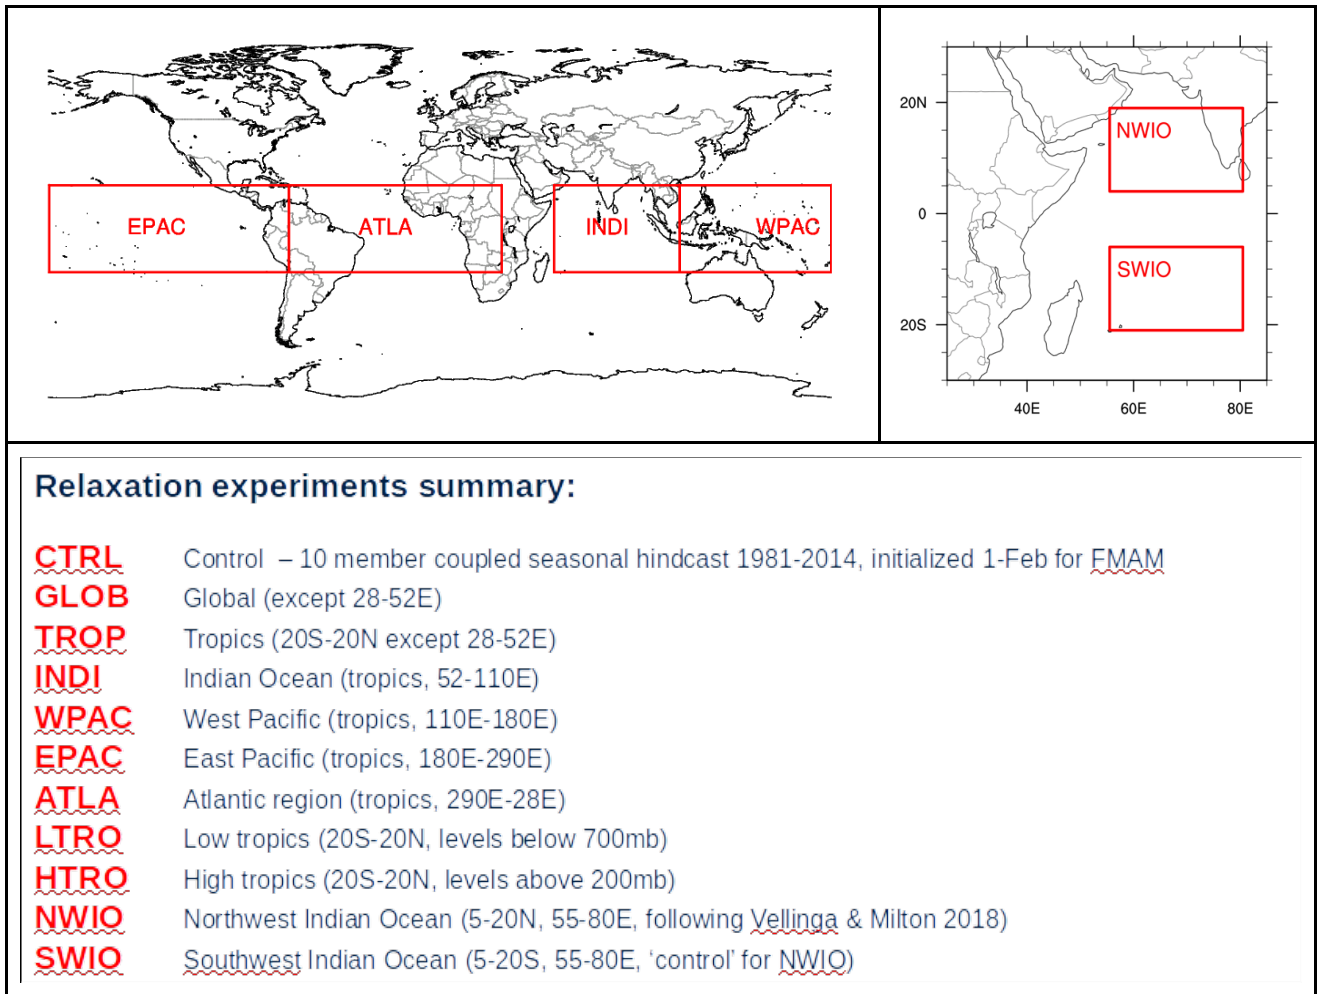 EPAC
ATLA
INDI
WPAC
20N
0
20S
NWIO
SWIO
40E
60E
80E
Relaxation experiments summary:
CTRL Control – 10 member coupled seasonal hindcast 1981-2014, initialized 1-Feb for FMAM
GLOB Global (except 28-52E)
TROP Tropics (20S-20N except 28-52E)
INDI Indian Ocean (tropics, 52-110E)
WPAC West Pacific (tropics, 110E-180E)
EPAC East Pacific (tropics, 180E-290E)
ATLA Atlantic region (tropics, 290E-28E)
LTRO Low tropics (20S-20N, levels below 700mb)
HTRO High tropics (20S-20N, levels above 200mb)
NWIO Northwest Indian Ocean (5-20N, 55-80E, following Vellinga & Milton 2018)
SWIO Southwest Indian Ocean (5-20S, 55-80E, ‘control’ for NWIO)